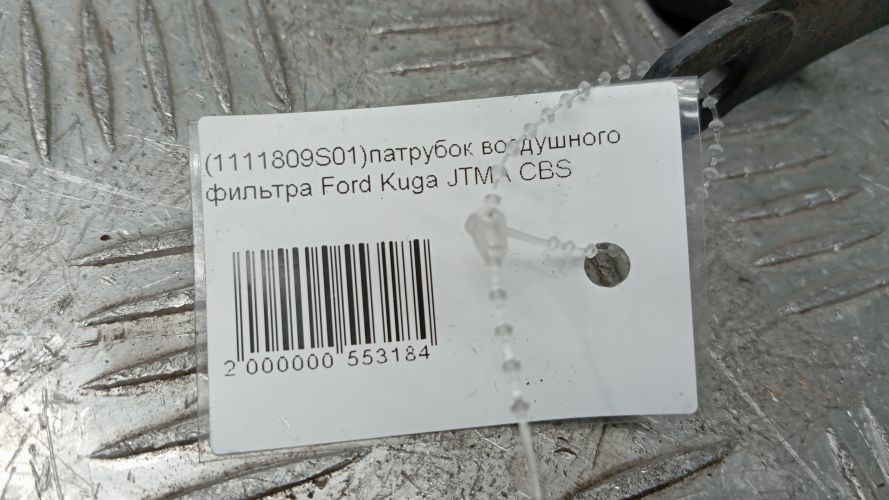 (1111809S01)патрубок воздушного
фильтра Ford Kuga JTMA CBS
2 000000 553184